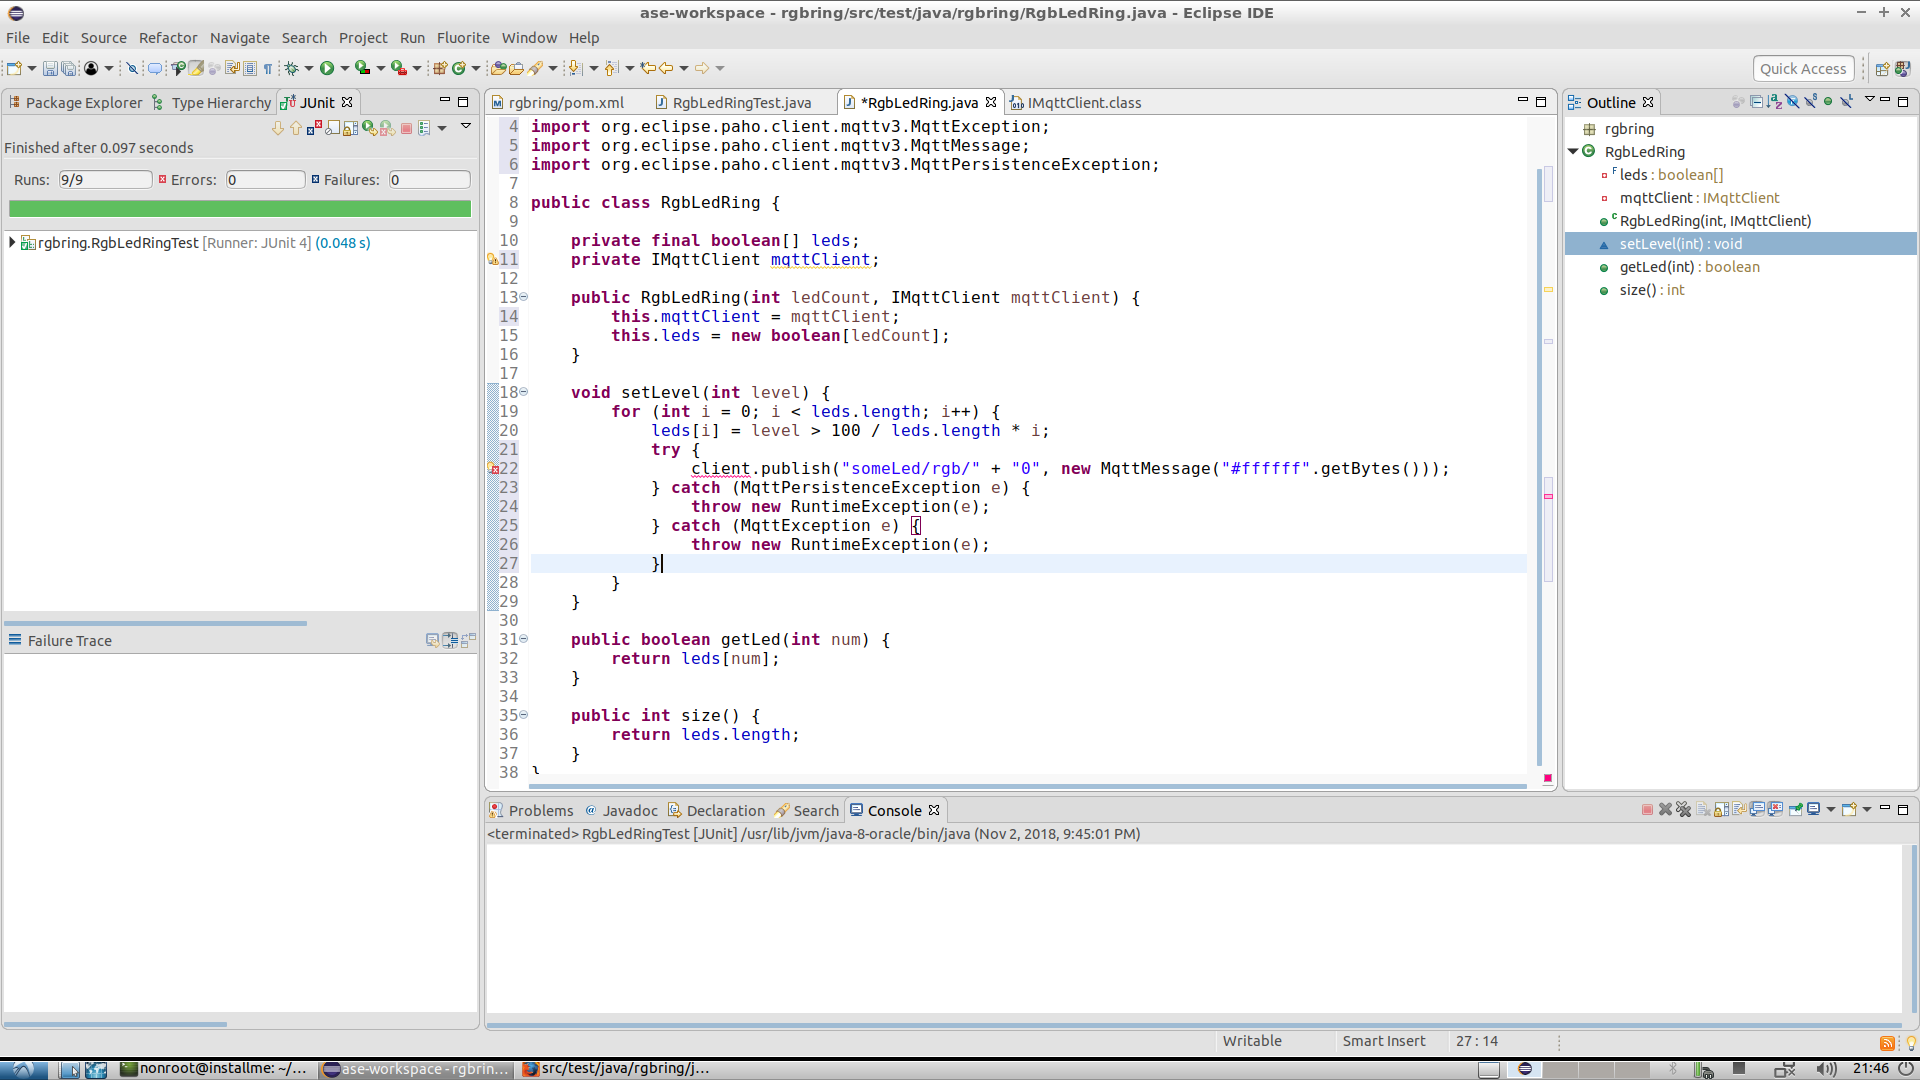 ase-workspace - rgbring/src/test/java/rgbring/RgbLedRing.java - Eclipse IDE
File Edit Source Refactor Navigate Search Project Run Fluorite Window Help
Quick Access
Package Explorer Type Hierarchy JUnit
Finished after 0.097 seconds
Runs: 9/9 Errors: 0 Failures: 0
rgbring.RgbLedRingTest [Runner: JUnit 4] (0.048 s)
Failure Trace
rgbring/pom.xml RgbLedRingTest.java *RgbLedRing.java IMqttClient.class
4 import org.eclipse.paho.client.mqttv3.MqttException;
5 import org.eclipse.paho.client.mqttv3.MqttMessage;
6 import org.eclipse.paho.client.mqttv3.MqttPersistenceException;
7
8 public class RgbLedRing {
9
10 private final boolean[] leds;
11 private IMqttClient mqttClient;
12
13 public RgbLedRing(int ledCount, IMqttClient mqttClient) {
14 this.mqttClient = mqttClient;
15 this.leds = new boolean[ledCount];
16 }
17
18 void setLevel(int level) {
19 for (int i = 0; i < leds.length; i++) {
20 leds[i] = level > 100 / leds.length * i;
21 try {
22 client.publish("someLed/rgb/" + "0", new MqttMessage("#ffffff".getBytes()));
23 } catch (MqttPersistenceException e) {
24 throw new RuntimeException(e);
25 } catch (MqttException e) {
26 throw new RuntimeException(e);
27 }
28 }
29 }
30
31 public boolean getLed(int num) {
32 return leds[num];
33 }
34
35 public int size() {
36 return leds.length;
37 }
38 }
Outline
rgbring
RgbLedRing
leds : boolean[]
mqttClient : IMqttClient
RgbLedRing(int, IMqttClient)
setLevel(int) : void
getLed(int) : boolean
size() : int
Problems Javadoc Declaration Search Console
<terminated> RgbLedRingTest [JUnit] /usr/lib/jvm/java-8-oracle/bin/java (Nov 2, 2018, 9:45:01 PM)
Writable Smart Insert 27 : 14
nonroot@installme: ~/... ase-workspace - rgbrin... src/test/java/rgbring/j... 21:46